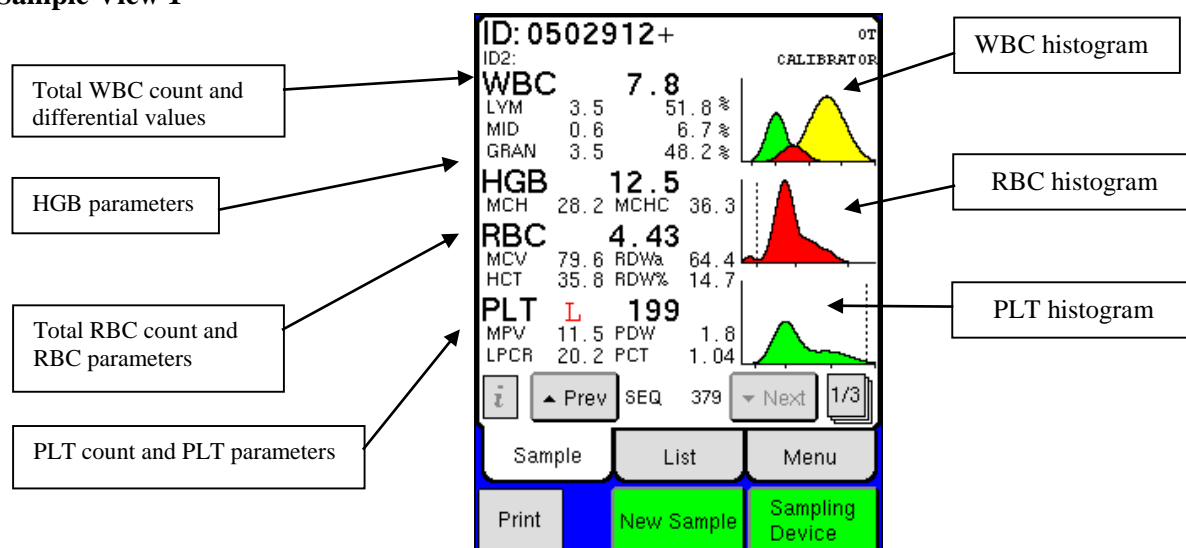 Sample View 1
ID: 0502912+ OT
ID2: CALIBRATOR
WBC 7.8
LYM 3.5 51.8 %
MID 0.6 6.7 %
GRAN 3.5 48.2 %
HGB 12.5
MCH 28.2 MCHC 36.3
RBC 4.43
MCV 79.6 RDWa 64.4
HCT 35.8 RDW% 14.7
PLT L 199
MPV 11.5 PDW 1.8
LPCR 20.2 PCT 1.04
i Prev SEQ 379 Next 1/3
Sample List Menu
Print New Sample Sampling
Device
Total WBC count and
differential values
HGB parameters
Total RBC count and
RBC parameters
PLT count and PLT parameters
WBC histogram
RBC histogram
PLT histogram